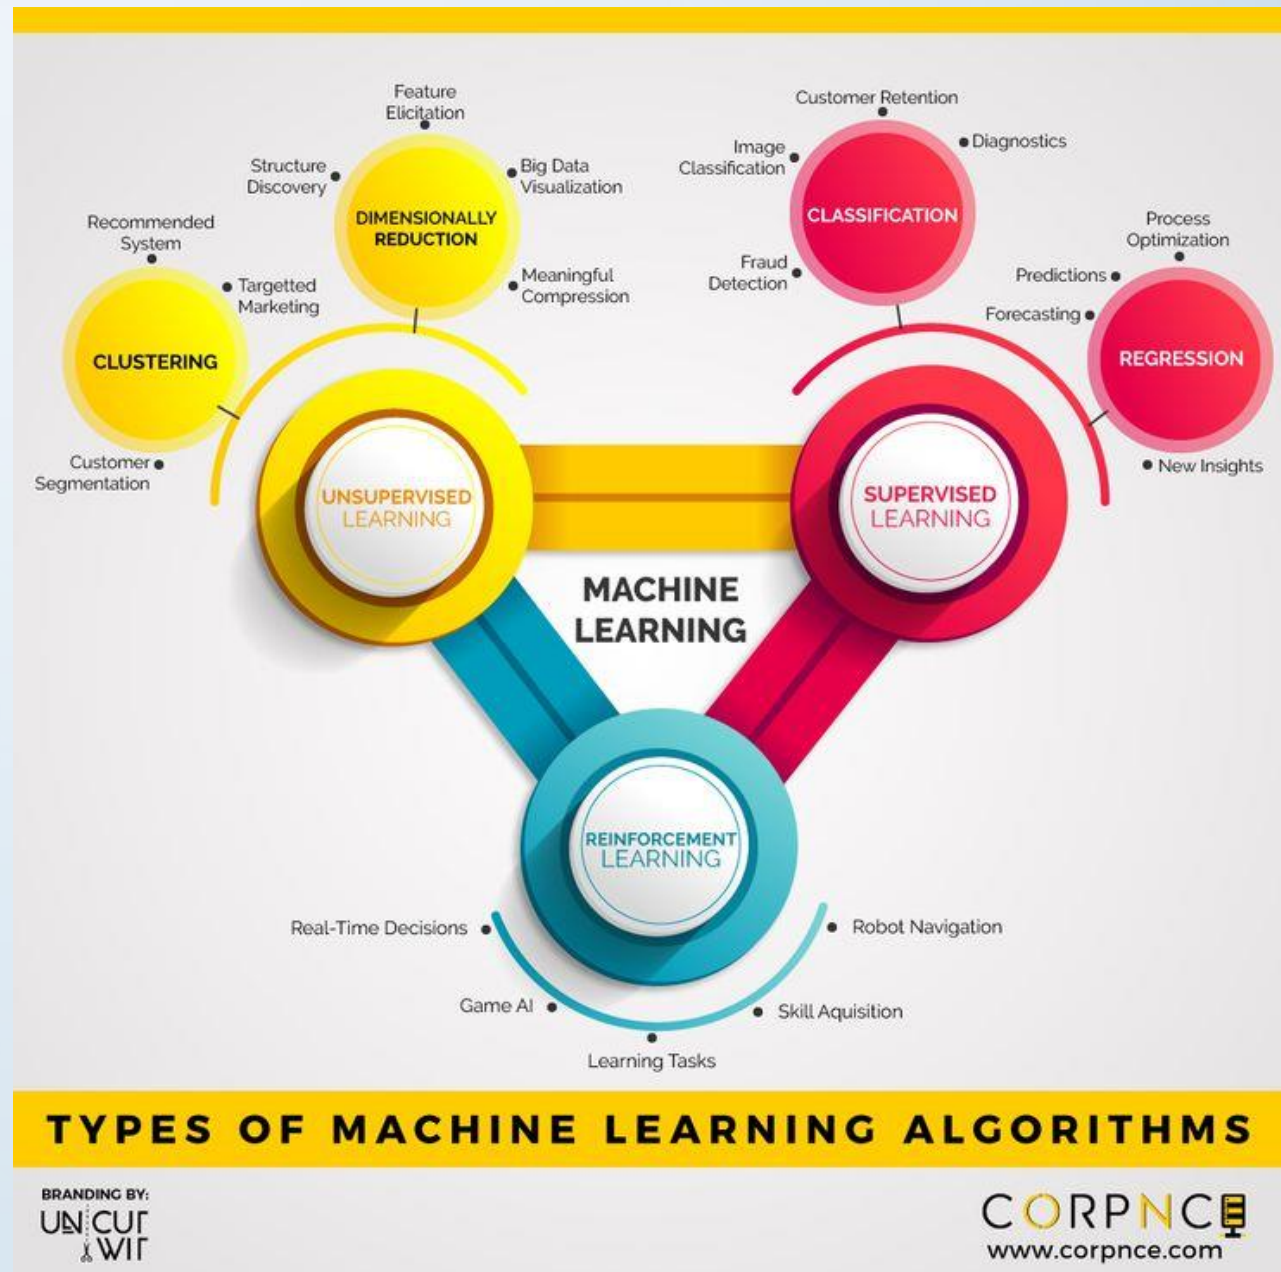 Feature
Elicitation
Structure
Discovery
Big Data
Visualization
DIMENSIONALLY
REDUCTION
Meaningful
Compression
Recommended
System
Targetted
Marketing
CLUSTERING
Customer
Segmentation
Customer Retention
Image
Classification
Diagnostics
CLASSIFICATION
Fraud
Detection
Process
Optimization
Predictions
Forecasting
REGRESSION
New Insights
UNSUPERVISED
LEARNING
SUPERVISED
LEARNING
MACHINE
LEARNING
REINFORCEMENT
LEARNING
Real-Time Decisions
Robot Navigation
Game AI
Skill Aquisition
Learning Tasks
TYPES OF MACHINE LEARNING ALGORITHMS
BRANDING BY:
UNCUT
WIT
CORPNCE
www.corpnce.com